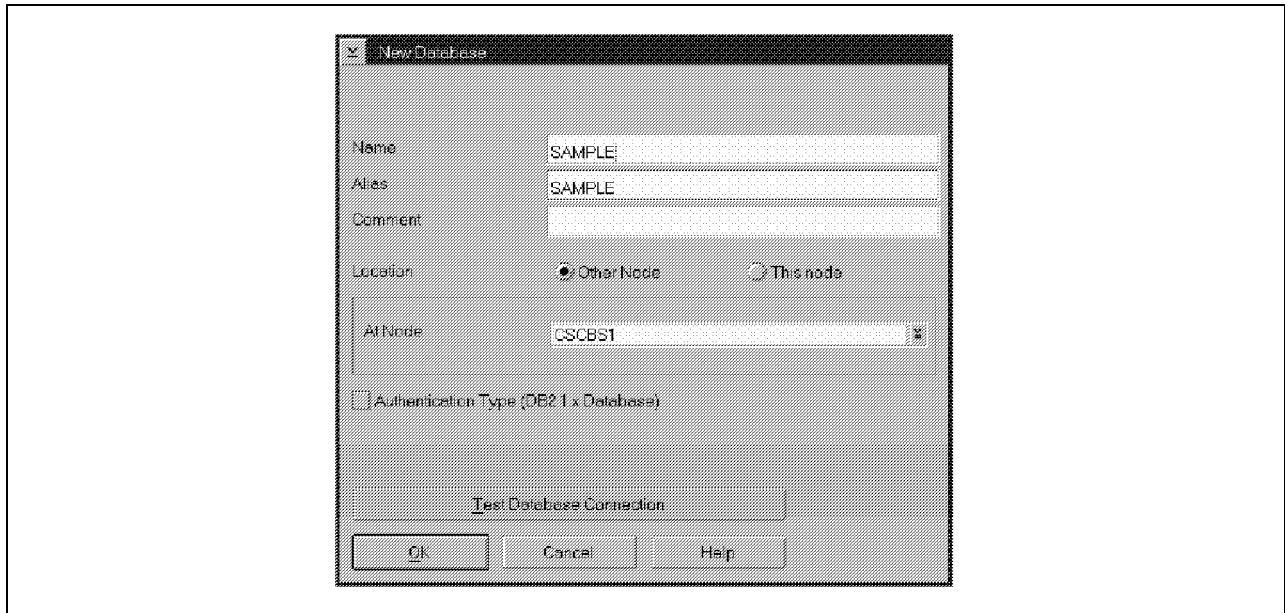 New Database
Name SAMPLE
Alias SAMPLE
Comment
Location Other Node This node
At Node CSCBS1
Authentication Type (DB2 1.x Database)
Test Database Connection
OK Cancel Help